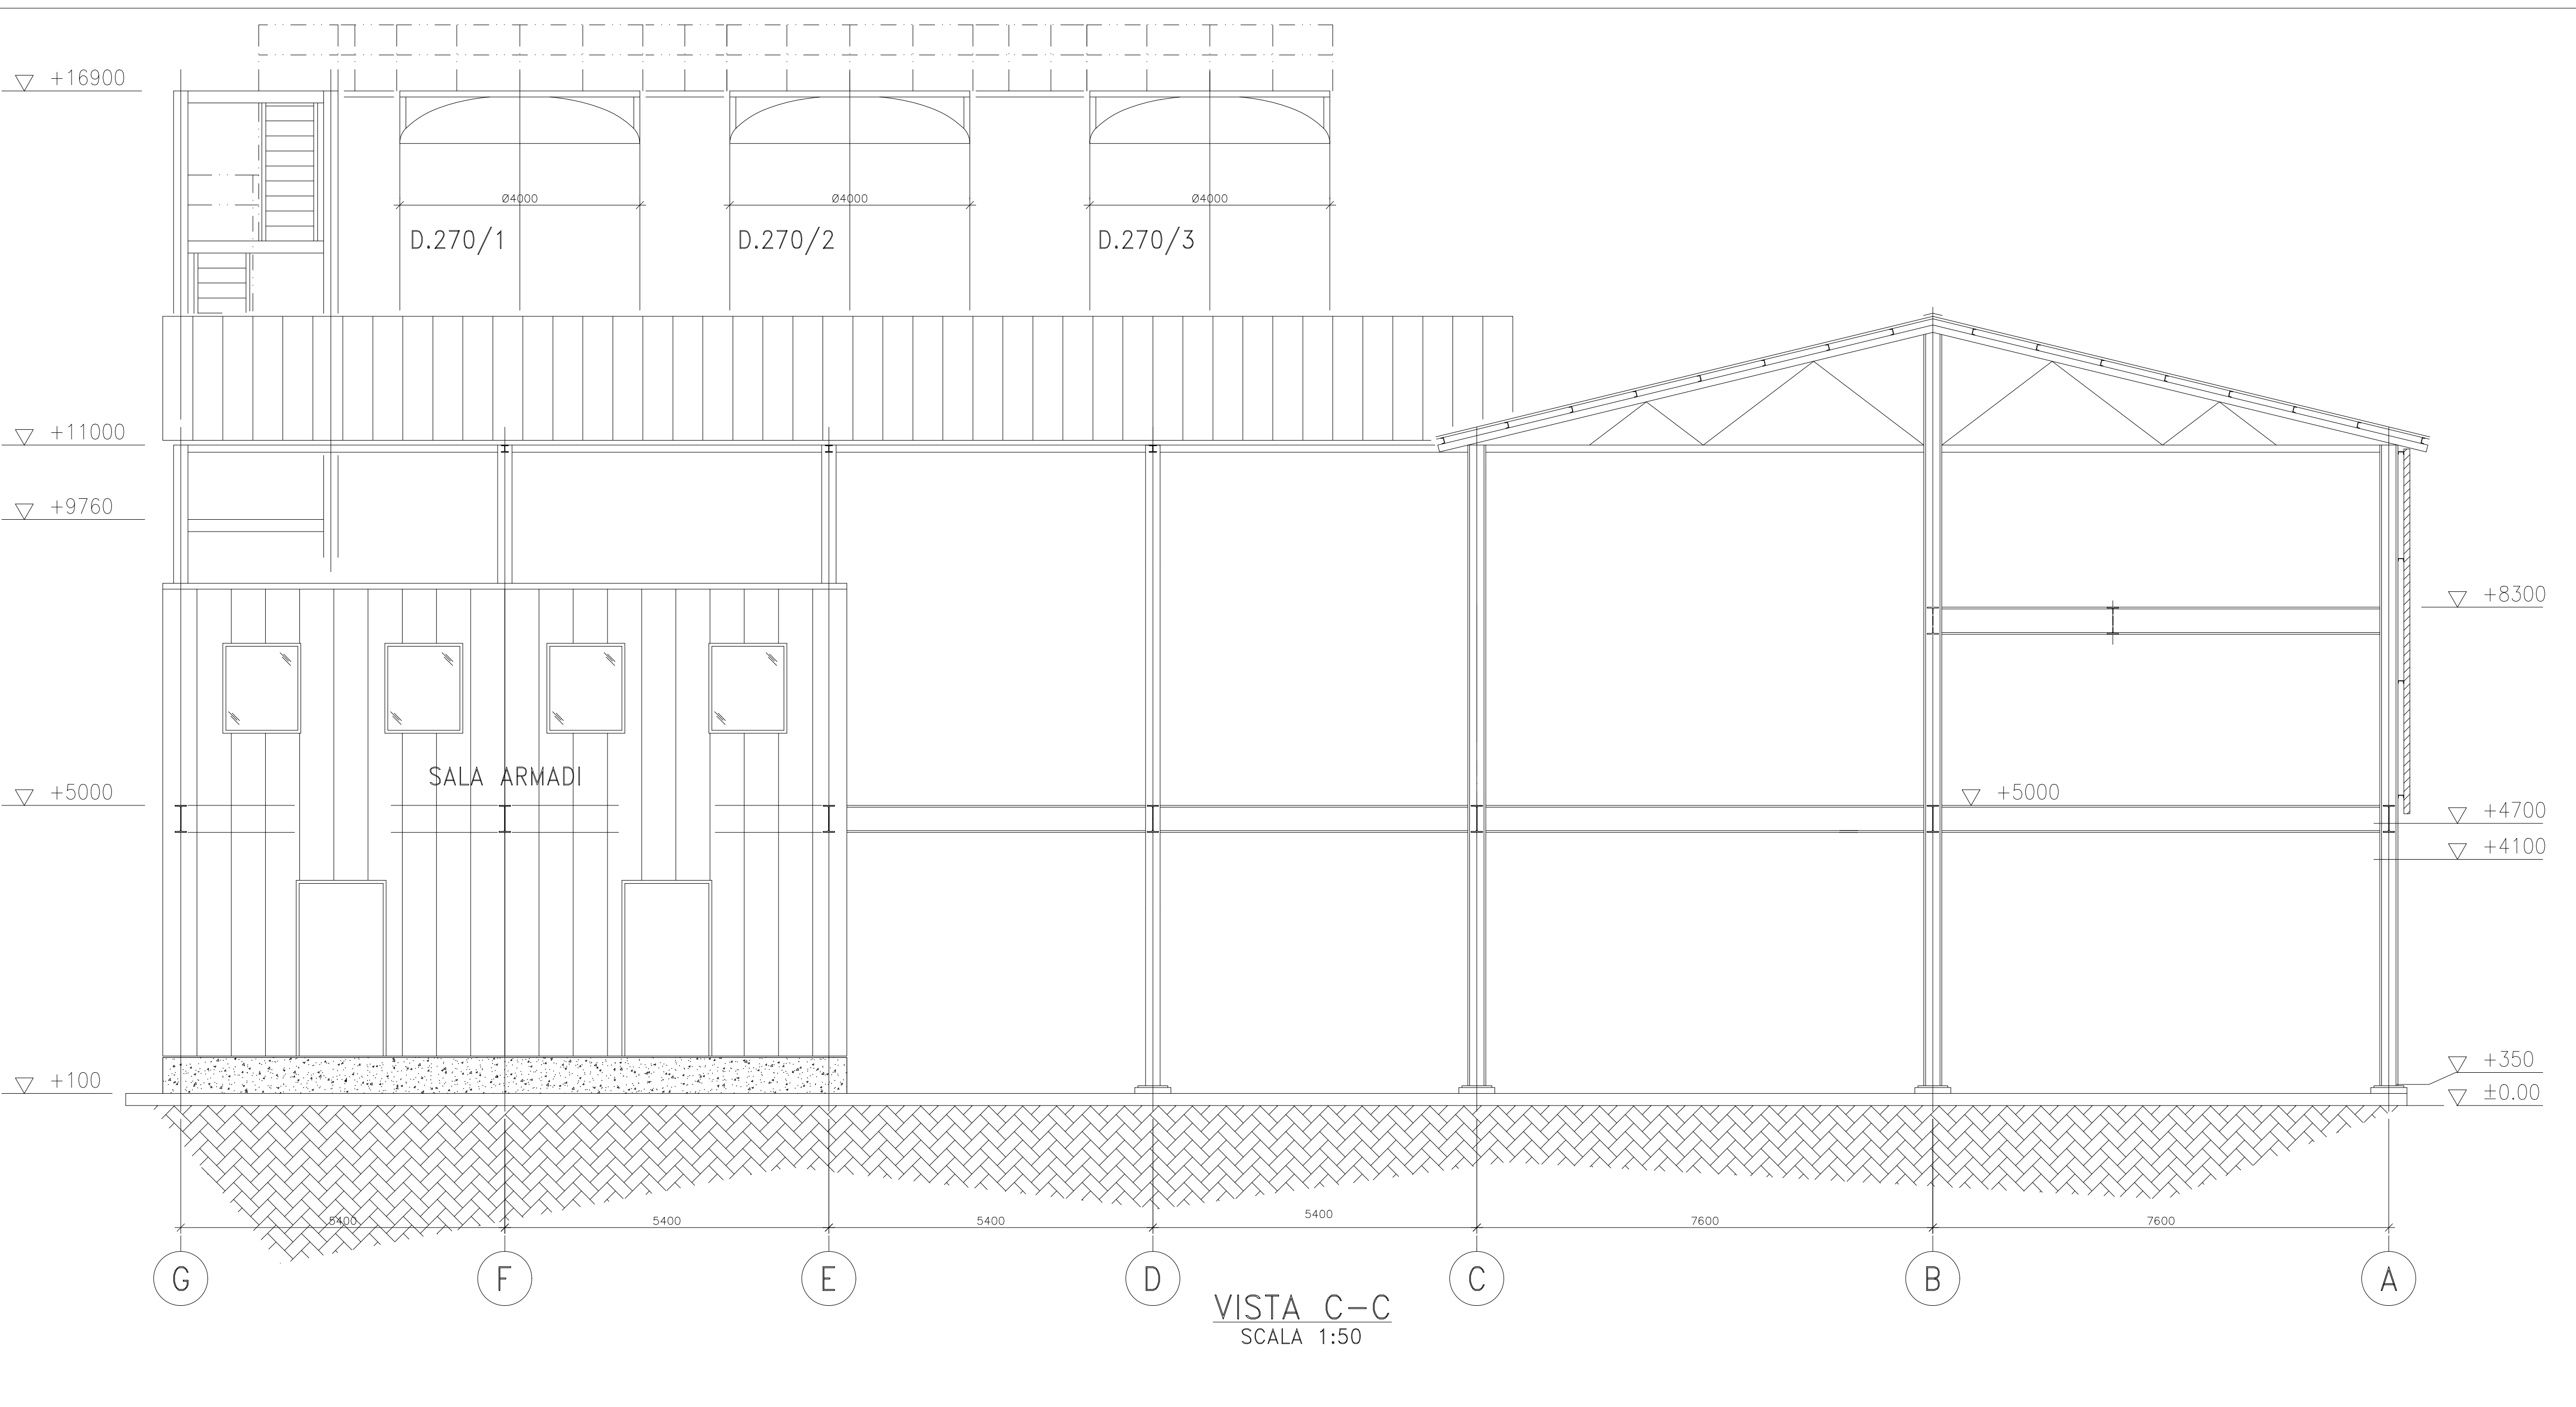 +16900
Ø4000 Ø4000 Ø4000
D.270/1 D.270/2 D.270/3
+11000
+9760
+8300
SALA ARMADI
+5000 +5000
+4700
+4100
+350
+100
±0.00
5400 5400 5400 5400 7600 7600
G F E D C B A
VISTA C-C
SCALA 1:50